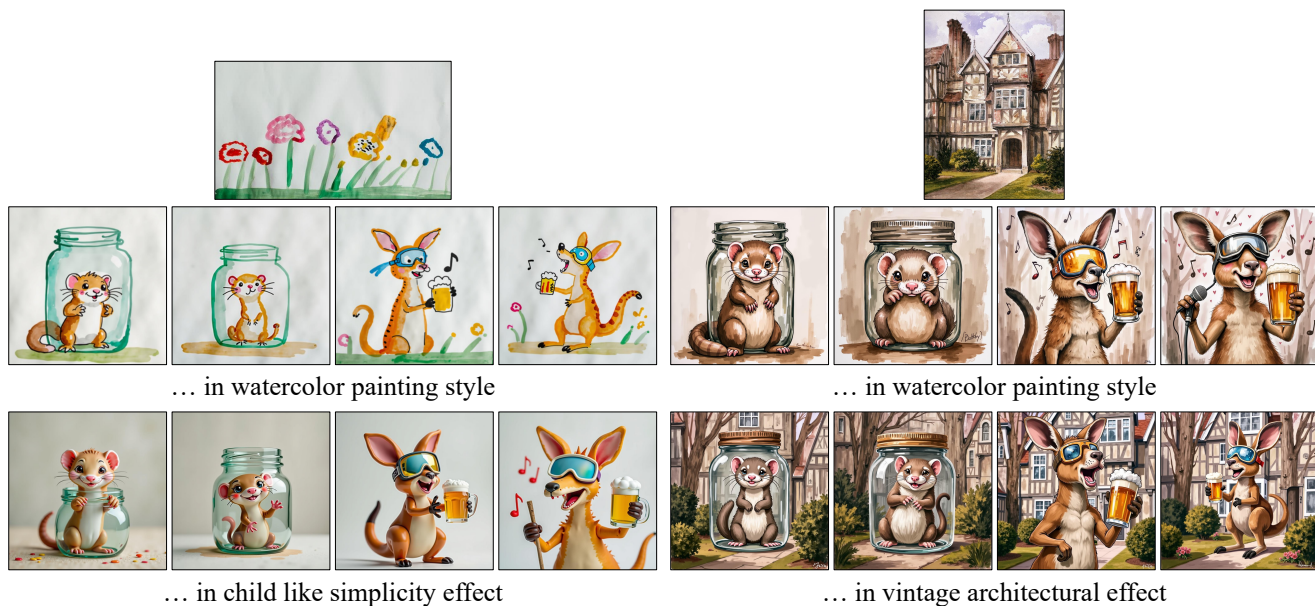 … in watercolor painting style
… in watercolor painting style
… in child like simplicity effect
… in vintage architectural effect